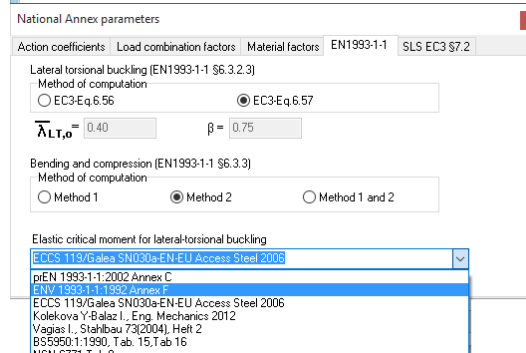 National Annex parameters
Action coefficients Load combination factors Material factors EN1993-1-1 SLS EC3 §7.2
Lateral torsional buckling (EN1993-1-1 §6.3.2.3)
Method of computation
EC3-Eq.6.56 EC3-Eq.6.57
λLT,o= 0.40 β = 0.75
Bending and compression (EN1993-1-1 §6.3.3)
Method of computation
Method 1 Method 2 Method 1 and 2
Elastic critical moment for lateral-torsional buckling
ECCS 119/Galea SN030a-EN-EU Access Steel 2006
prEN 1993-1-1:2002 Annex C
ENV 1993-1-1:1992 Annex F
ECCS 119/Galea SN030a-EN-EU Access Steel 2006
Kolekova Y-Balaz I., Eng. Mechanics 2012
Vagias I., Stahlbau 73(2004), Heft 2
BS5950:1:1990, Tab. 15,Tab 16